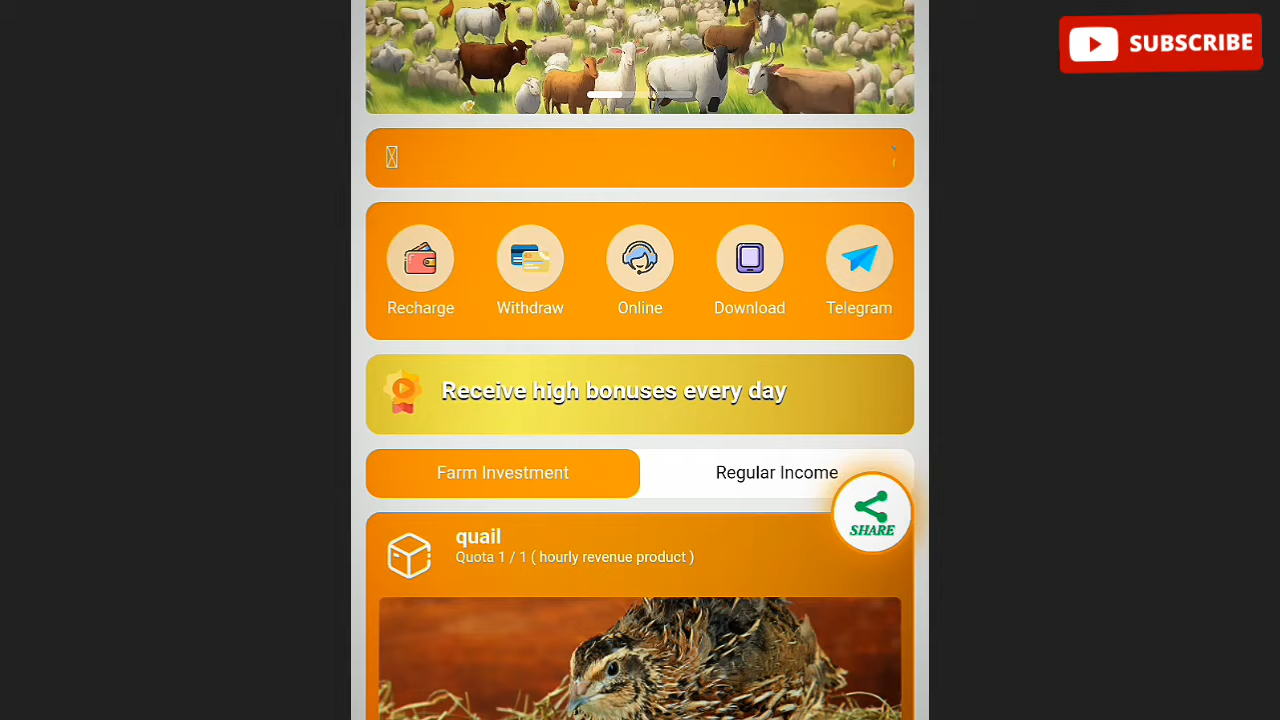 SUBSCRIBE
Recharge
Withdraw
Online
Download
Telegram
Receive high bonuses every day
Farm Investment
Regular Income
SHARE
quail
Quota 1 / 1 ( hourly revenue product )